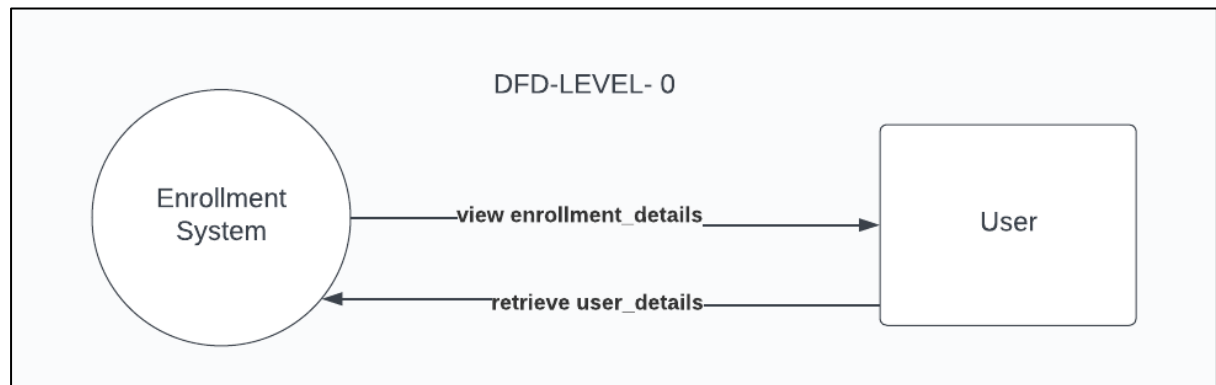 DFD-LEVEL- 0
Enrollment
System
view enrollment_details
User
retrieve user_details